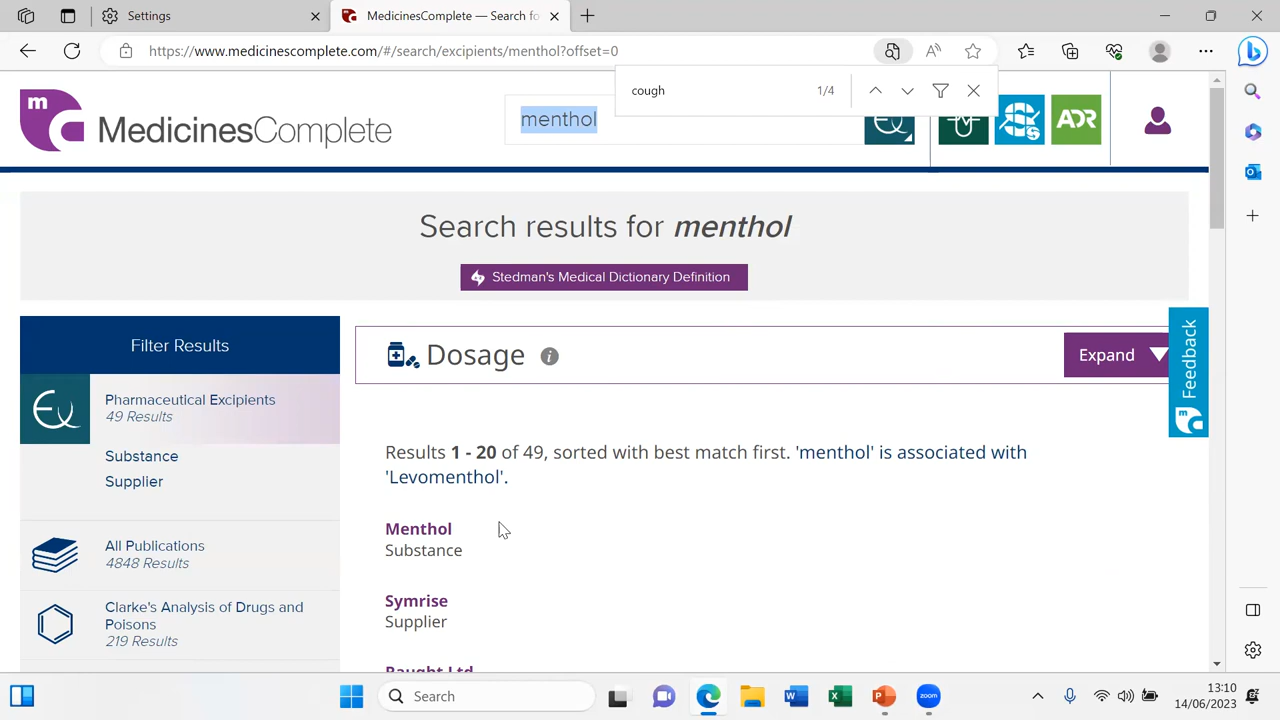 Settings
MedicinesComplete — Search fo
https://www.medicinescomplete.com/#/search/excipients/menthol?offset=0
cough
1/4
m
MedicinesComplete
menthol
ADR
Search results for menthol
Stedman's Medical Dictionary Definition
Filter Results
Pharmaceutical Excipients
49 Results
Substance
Supplier
All Publications
4848 Results
Clarke's Analysis of Drugs and
Poisons
219 Results
Dosage
Expand
Feedback
Results 1 - 20 of 49, sorted with best match first. 'menthol' is associated with
'Levomenthol'.
Menthol
Substance
Symrise
Supplier
Search
13:10
14/06/2023